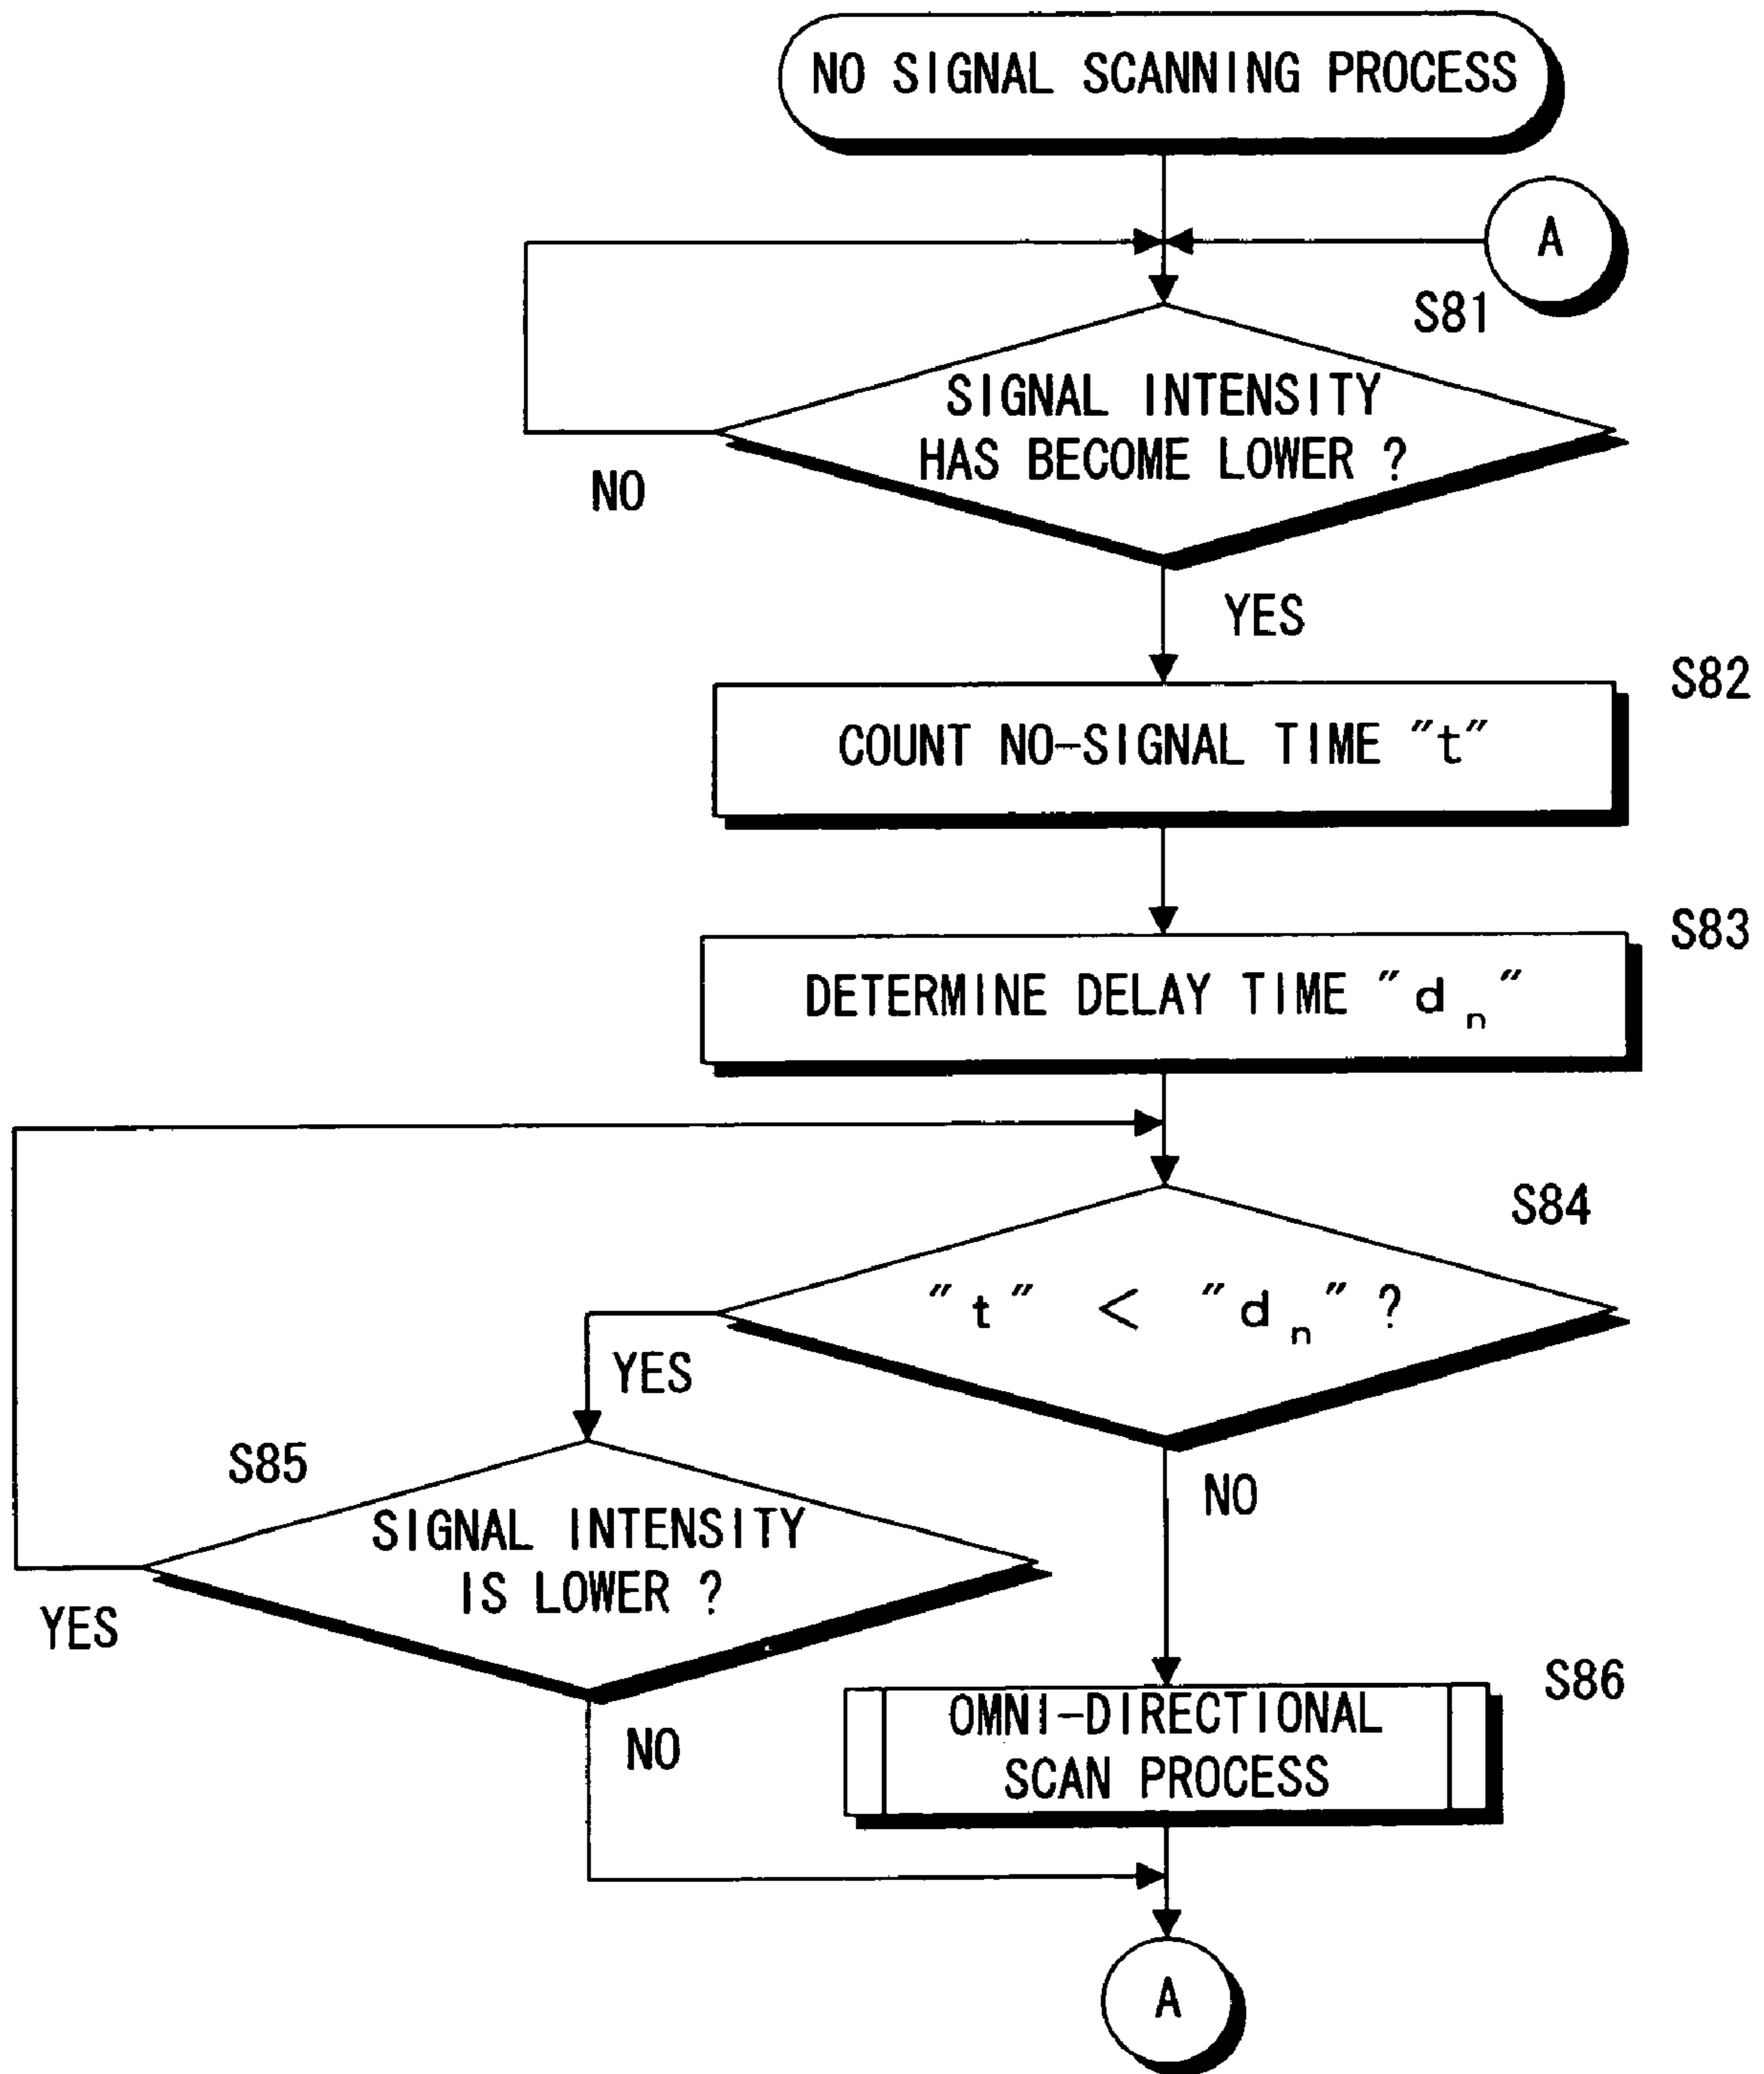 NO SIGNAL SCANNING PROCESS
A
S81
SIGNAL INTENSITY
HAS BECOME LOWER ?
NO
YES
S82
COUNT NO-SIGNAL TIME "t"
S83
DETERMINE DELAY TIME "dn"
S84
"t" < "dn" ?
YES
NO
S85
SIGNAL INTENSITY
IS LOWER ?
YES
NO
S86
OMNI-DIRECTIONAL
SCAN PROCESS
A